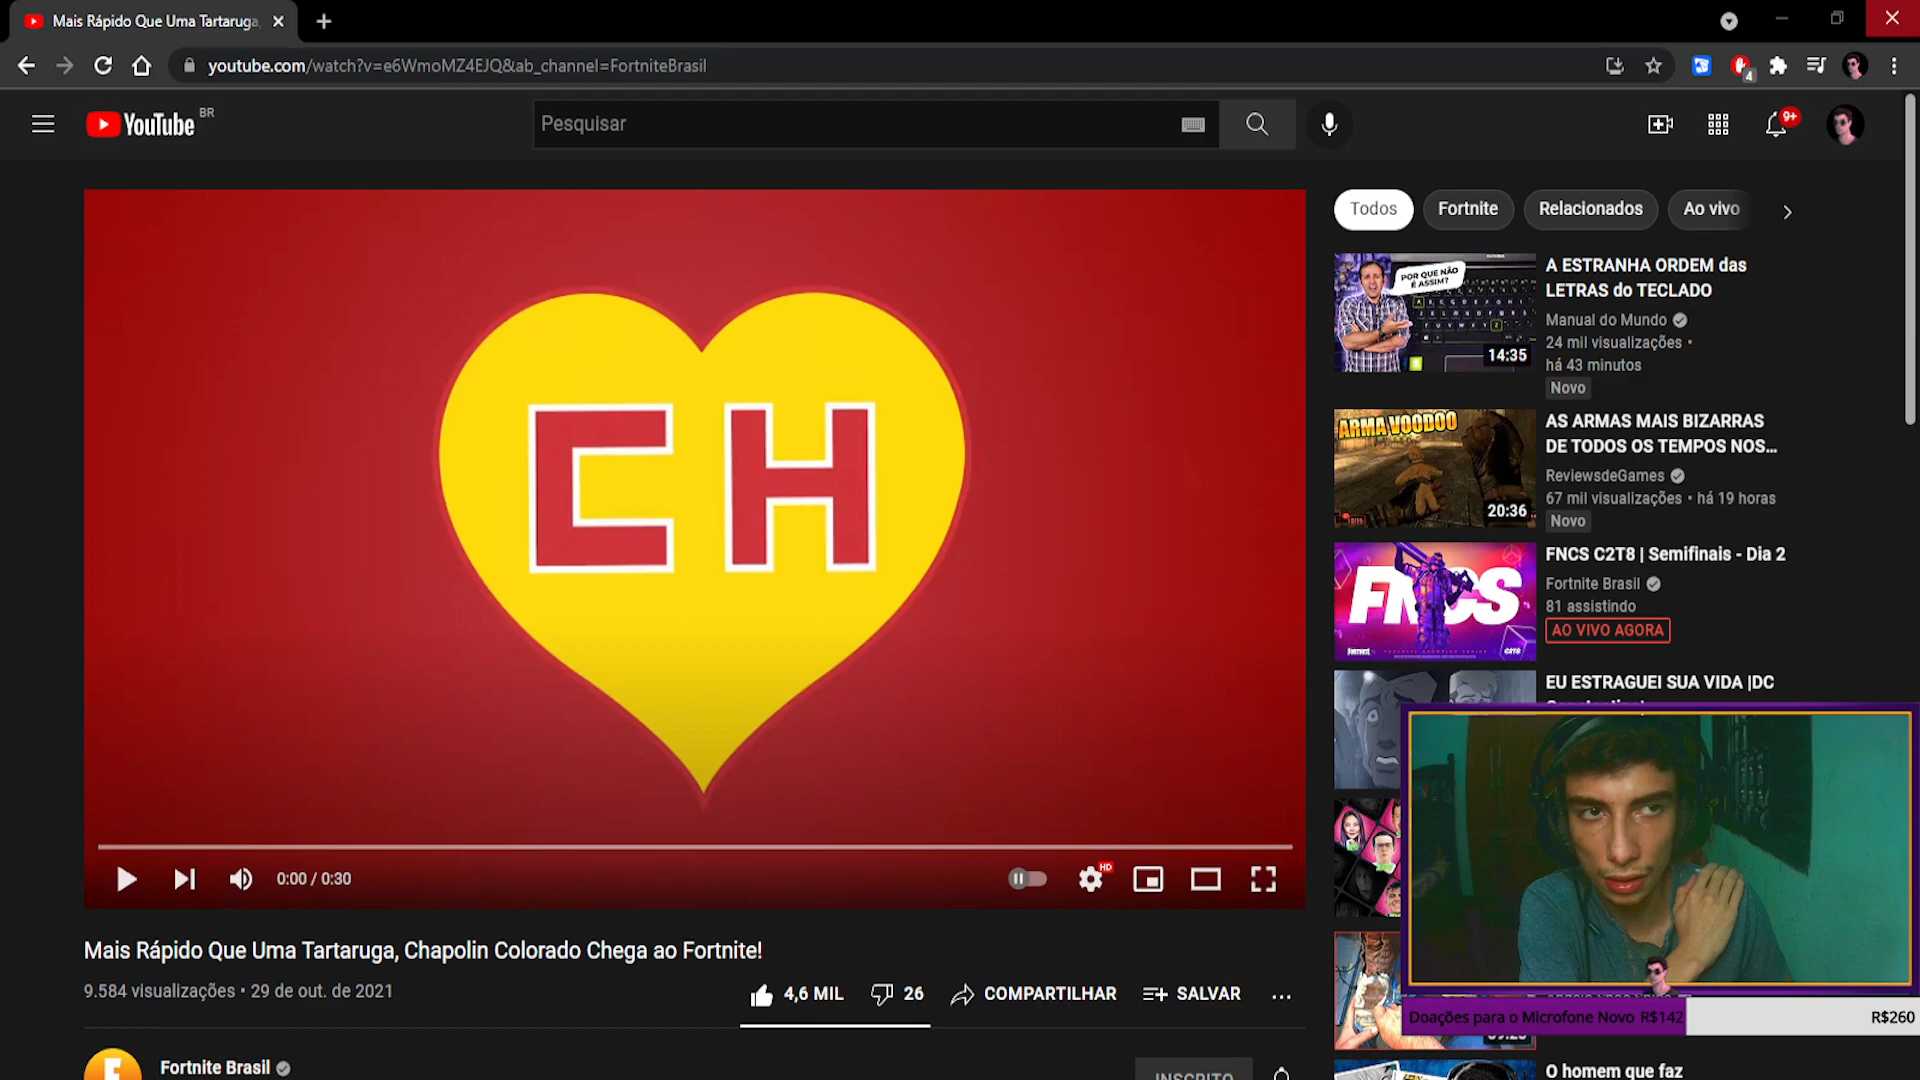 Mais Rápido Que Uma Tartaruga,
youtube.com/watch?v=e6WmoMZ4EJQ&ab_channel=FortniteBrasil
4
YouTube BR
Pesquisar
9+
CH
0:00 / 0:30
HD
Mais Rápido Que Uma Tartaruga, Chapolin Colorado Chega ao Fortnite!
9.584 visualizações • 29 de out. de 2021
4,6 MIL
26
COMPARTILHAR
SALVAR
Fortnite Brasil
INSCRITO
Todos
Fortnite
Relacionados
Ao vivo
POR QUE NÃO
É ASSIM?
14:35
A ESTRANHA ORDEM das
LETRAS do TECLADO
Manual do Mundo
24 mil visualizações •
há 43 minutos
Novo
ARMA VOODOO
20:36
AS ARMAS MAIS BIZARRAS
DE TODOS OS TEMPOS NOS...
ReviewsdeGames
67 mil visualizações • há 19 horas
Novo
FNCS
FORTNITE
C2T8
FNCS C2T8 | Semifinais - Dia 2
Fortnite Brasil
81 assistindo
AO VIVO AGORA
EU ESTRAGUEI SUA VIDA |DC
Doações para o Microfone Novo R$142
R$260
O homem que faz